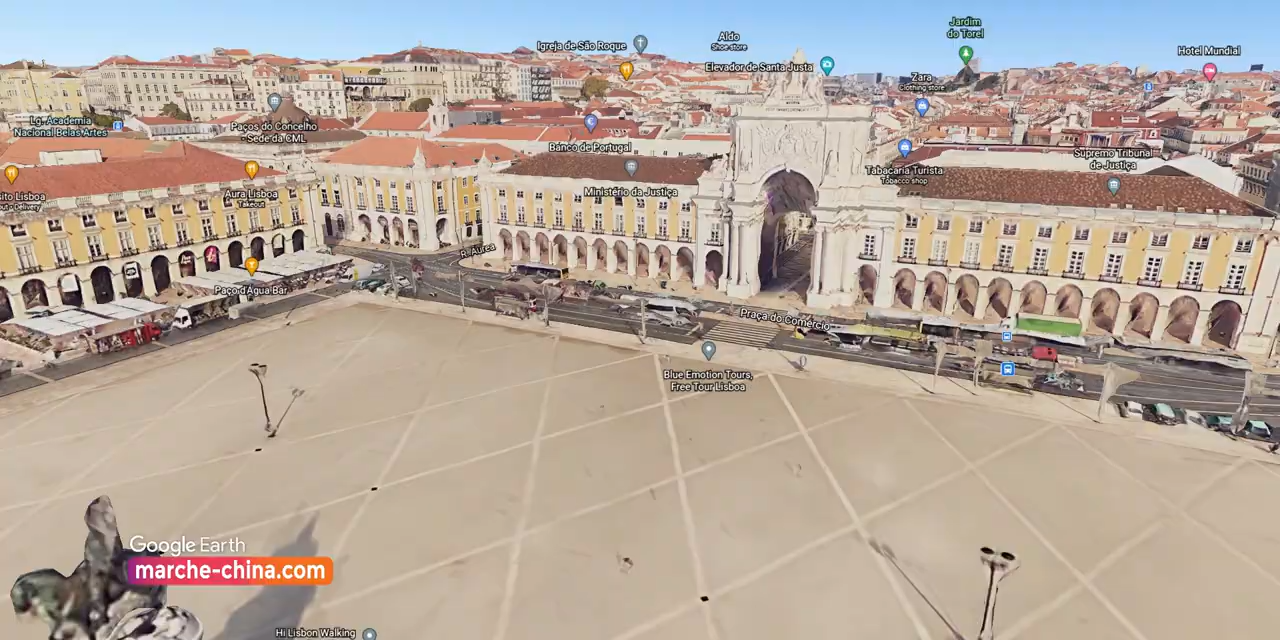 Jardim
do Torel
Aldo
Shoe store
Igreja de São Roque
Hotel Mundial
Elevador de Santa Justa
Zara
Clothing store
Lg. Academia
Nacional Belas Artes
Paços do Concelho
- Sede da CML
Banco de Portugal
Supremo Tribunal
de Justiça
Tabacaria Turista
Tobacco shop
Ministério da Justiça
Lisboa
Delivery
Aura Lisboa
Takeout
R. Áurea
Paço d'Água Bar
Praça do Comércio
Blue Emotion Tours,
Free Tour Lisboa
Google Earth
marche-china.com
Hi Lisbon Walking